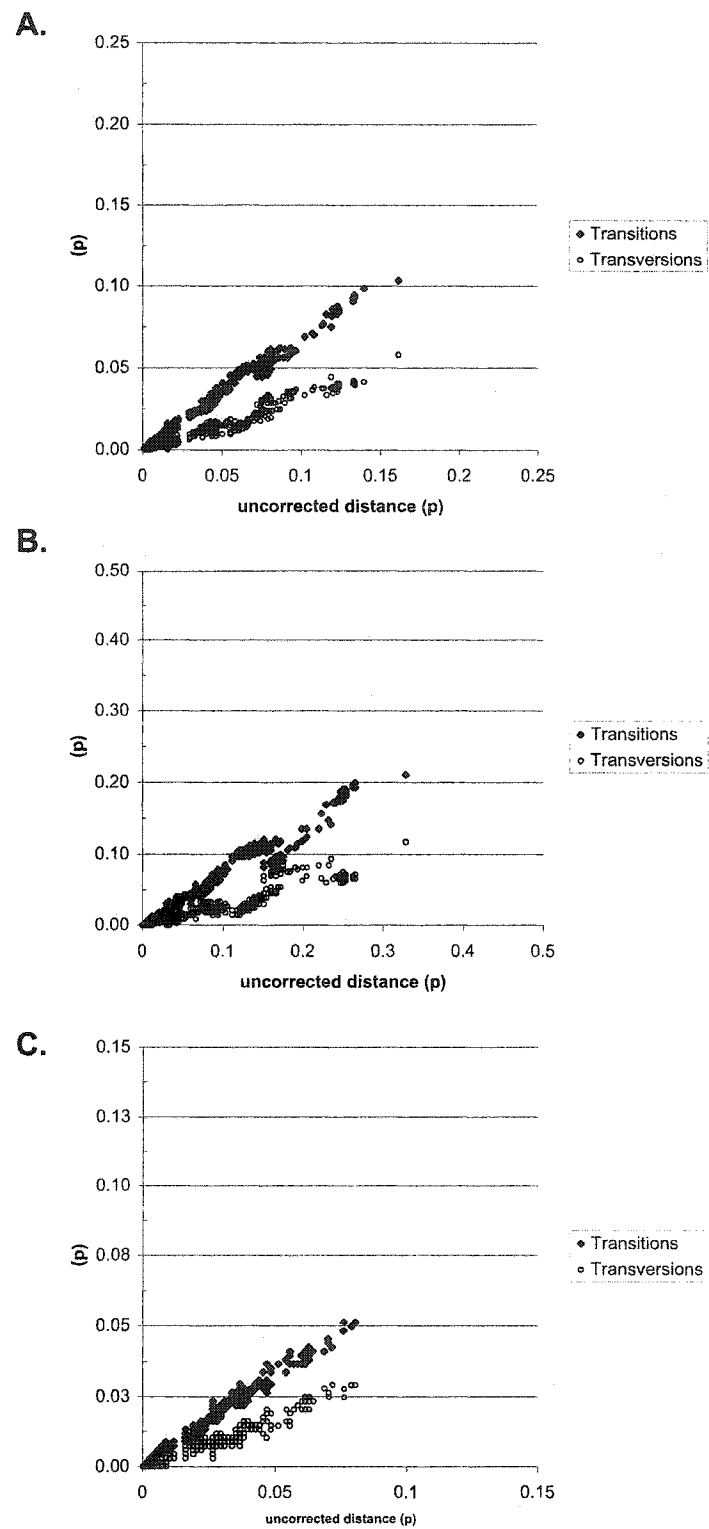 A.
0.25
0.20
0.15
0.10
0.05
0.00
(p)
0 0.05 0.1 0.15 0.2 0.25
uncorrected distance (p)
Transitions
Transversions
B.
0.50
0.40
0.30
0.20
0.10
0.00
(p)
0 0.1 0.2 0.3 0.4 0.5
uncorrected distance (p)
Transitions
Transversions
C.
0.15
0.13
0.10
0.08
0.05
0.03
0.00
(p)
0 0.05 0.1 0.15
uncorrected distance (p)
Transitions
Transversions